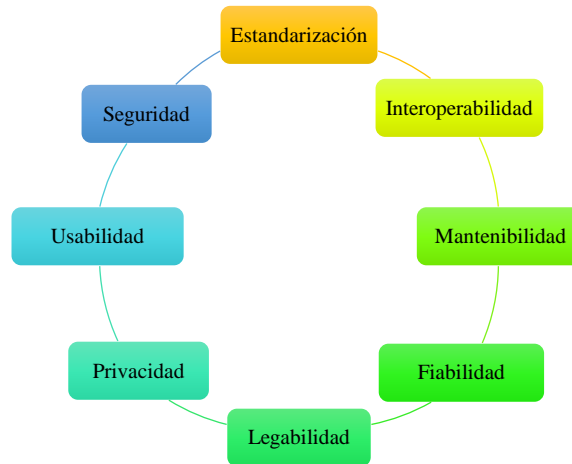 Estandarización
Interoperabilidad
Mantenibilidad
Fiabilidad
Legabilidad
Privacidad
Usabilidad
Seguridad